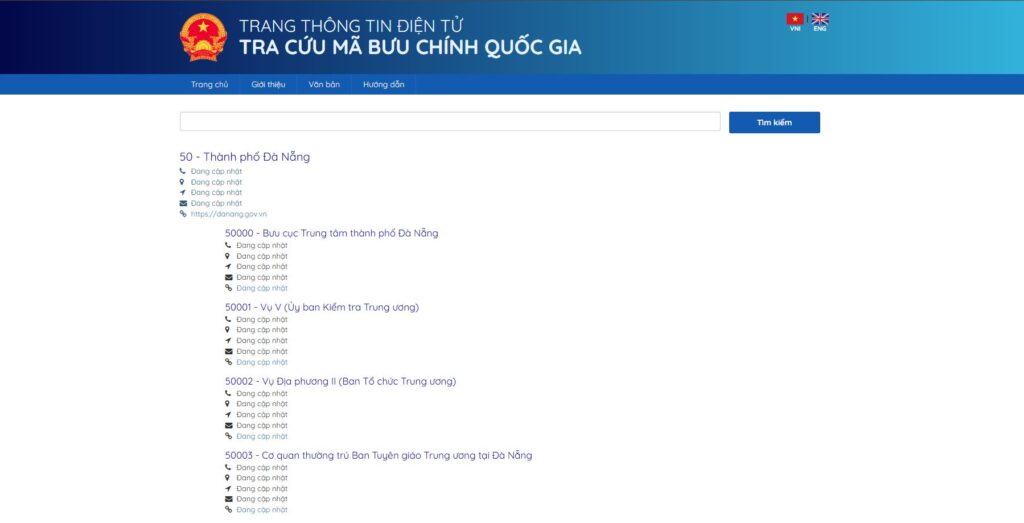 TRANG THÔNG TIN ĐIỆN TỬ
TRA CỨU MÃ BƯU CHÍNH QUỐC GIA
VNI | ENG
Trang chủ Giới thiệu Văn bản Hướng dẫn
Tìm kiếm
50 - Thành phố Đà Nẵng
Đang cập nhật
Đang cập nhật
Đang cập nhật
Đang cập nhật
https://danang.gov.vn
50000 - Bưu cục Trung tâm thành phố Đà Nẵng
Đang cập nhật
Đang cập nhật
Đang cập nhật
Đang cập nhật
Đang cập nhật
50001 - Vụ V (Ủy ban Kiểm tra Trung ương)
Đang cập nhật
Đang cập nhật
Đang cập nhật
Đang cập nhật
Đang cập nhật
50002 - Vụ Địa phương II (Ban Tổ chức Trung ương)
Đang cập nhật
Đang cập nhật
Đang cập nhật
Đang cập nhật
Đang cập nhật
50003 - Cơ quan thường trú Ban Tuyên giáo Trung ương tại Đà Nẵng
Đang cập nhật
Đang cập nhật
Đang cập nhật
Đang cập nhật
Đang cập nhật